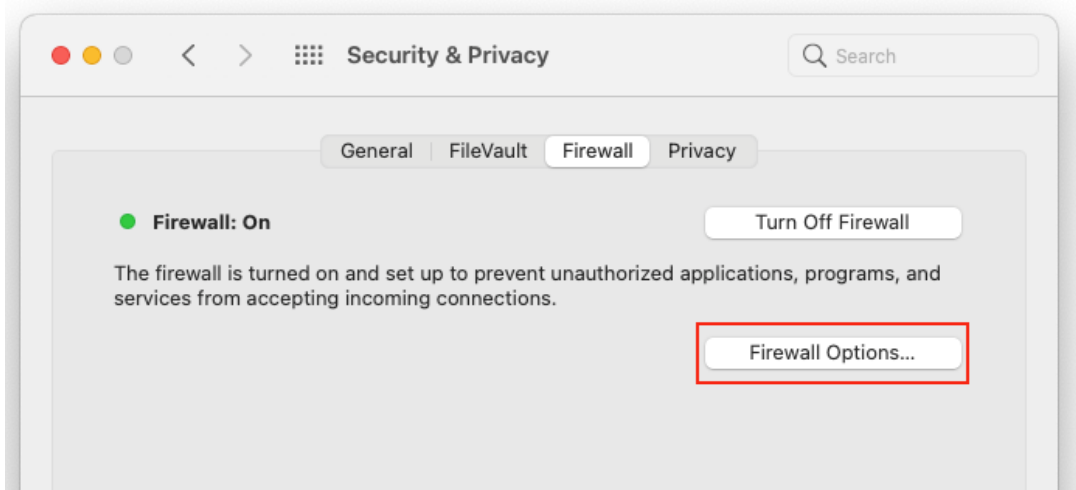 Security & Privacy
Search
General
FileVault
Firewall
Privacy
Firewall: On
Turn Off Firewall
The firewall is turned on and set up to prevent unauthorized applications, programs, and
services from accepting incoming connections.
Firewall Options...